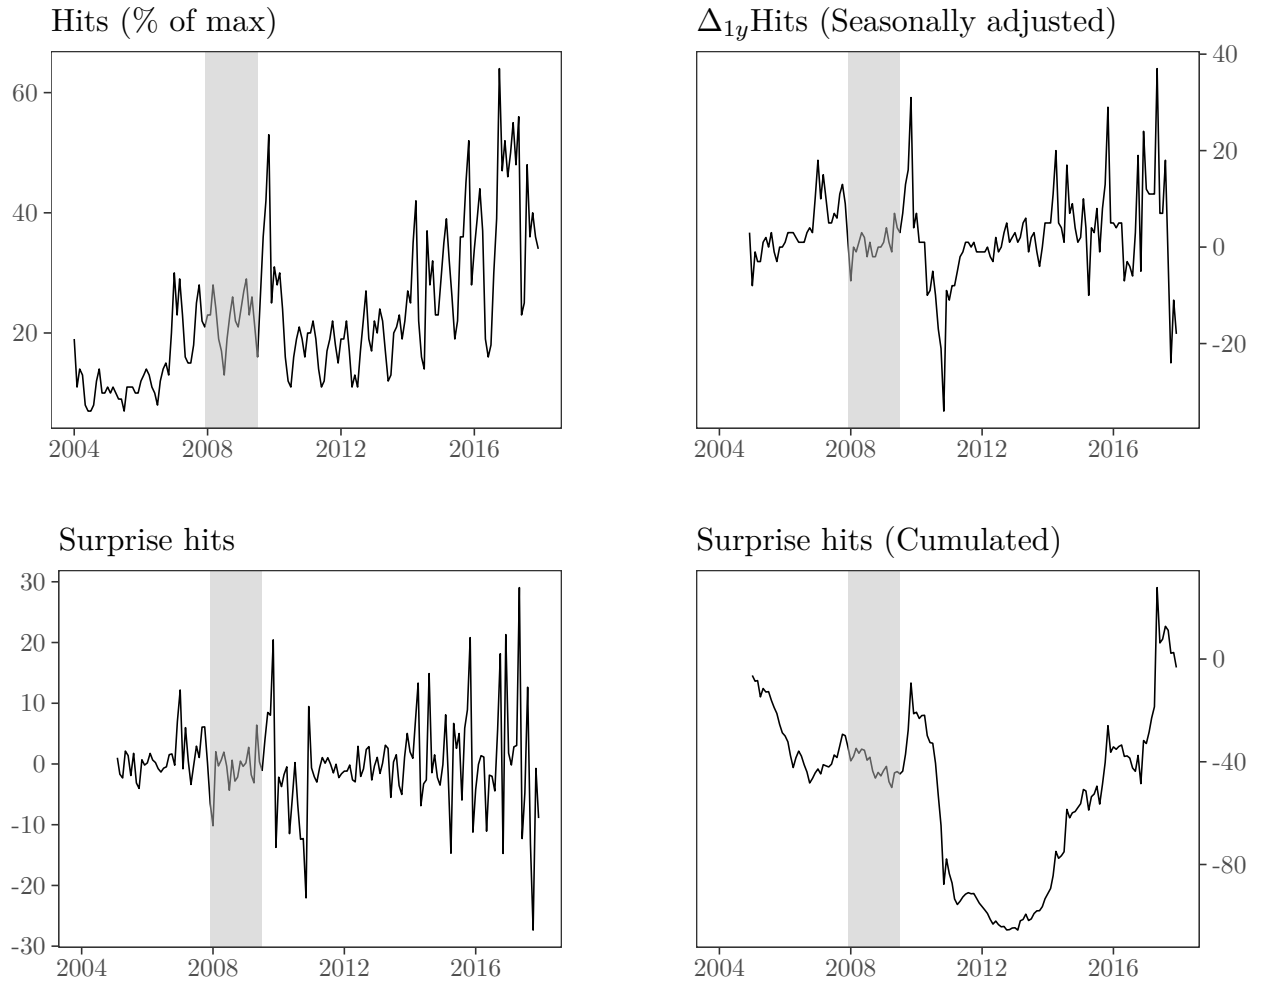 Hits (% of max)
60
40
20
2004 2008 2012 2016
Δ1yHits (Seasonally adjusted)
40
20
0
-20
2004 2008 2012 2016
Surprise hits
30
20
10
0
-10
-20
-30
2004 2008 2012 2016
Surprise hits (Cumulated)
0
-40
-80
2004 2008 2012 2016